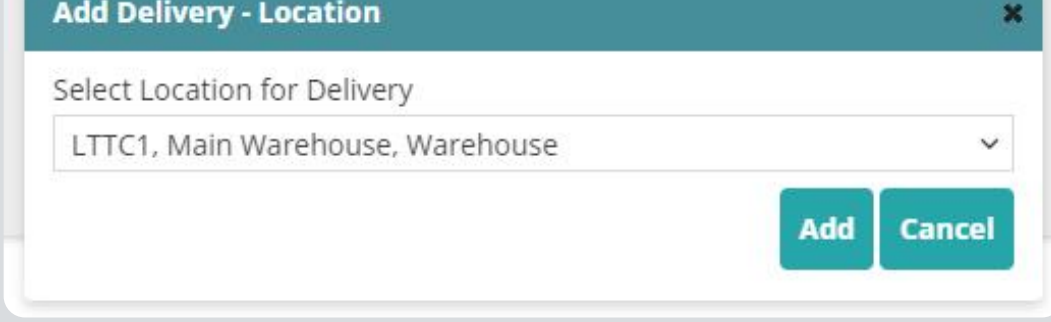 Add Delivery - Location
Select Location for Delivery
LTTC1, Main Warehouse, Warehouse
Add Cancel